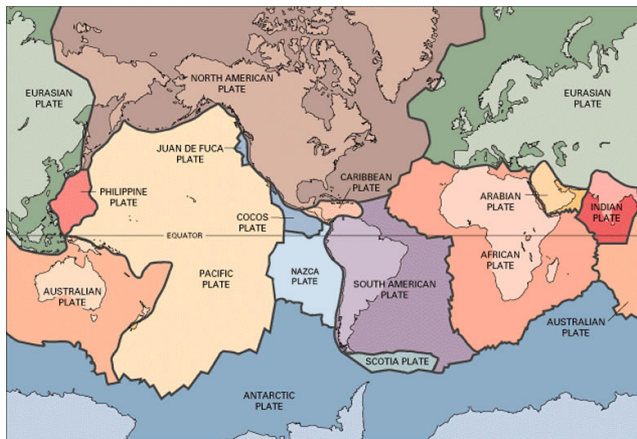 NORTH AMERICAN
PLATE
EURASIAN
PLATE
EURASIAN
PLATE
JUAN DE FUCA
PLATE
CARIBBEAN
PLATE
PHILIPPINE
PLATE
ARABIAN
PLATE
INDIAN
PLATE
COCOS
PLATE
EQUATOR
AFRICAN
PLATE
PACIFIC
PLATE
NAZCA
PLATE
SOUTH AMERICAN
PLATE
AUSTRALIAN
PLATE
AUSTRALIAN
PLATE
SCOTIA PLATE
ANTARCTIC
PLATE